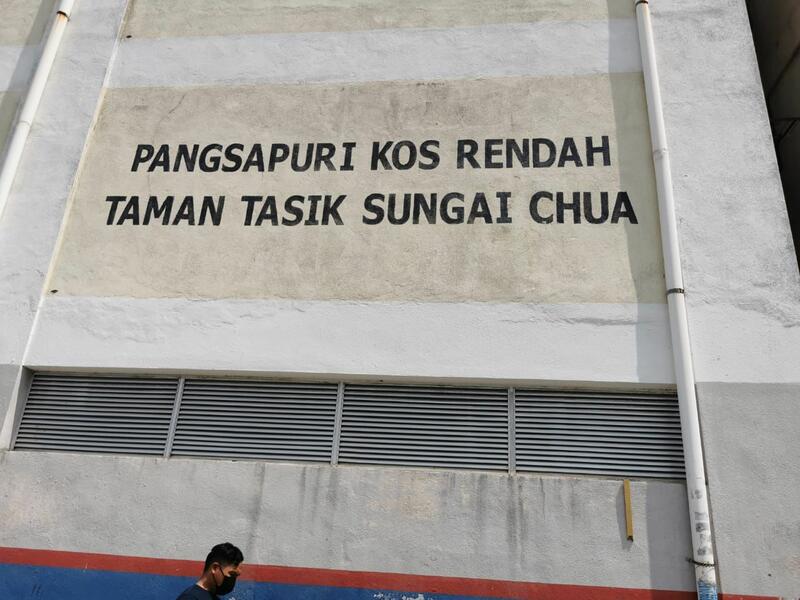 PANGSAPURI KOS RENDAH
TAMAN TASIK SUNGAI CHUA